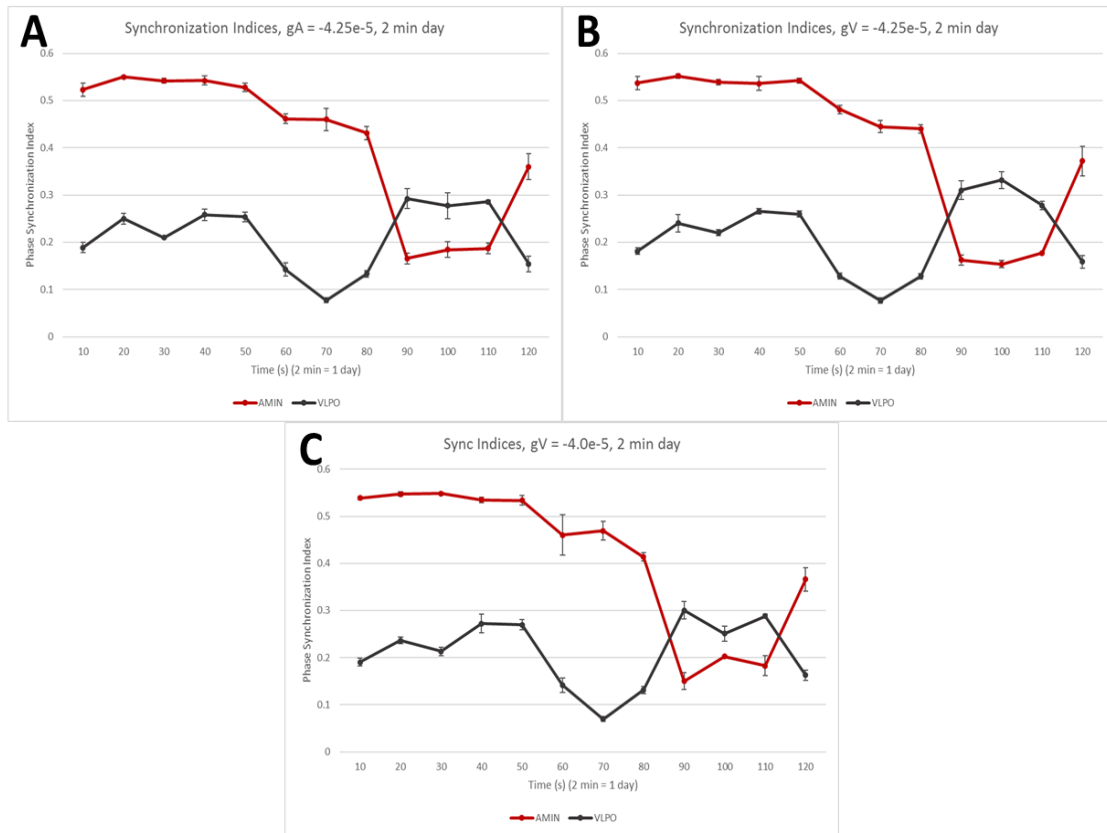 A
Synchronization Indices, gA = -4.25e-5, 2 min day
0.6
0.5
0.4
0.3
0.2
0.1
0
Phase Synchronization Index
10 20 30 40 50 60 70 80 90 100 110 120
Time (s) (2 min = 1 day)
AMIN VLPO
B
Synchronization Indices, gV = -4.25e-5, 2 min day
0.6
0.5
0.4
0.3
0.2
0.1
0
Phase Synchronization Index
10 20 30 40 50 60 70 80 90 100 110 120
Time (s) (2 min = 1 day)
AMIN VLPO
C
Sync Indices, gV = -4.0e-5, 2 min day
0.6
0.5
0.4
0.3
0.2
0.1
0
Phase Synchronization Index
10 20 30 40 50 60 70 80 90 100 110 120
Time (s) (2 min = 1 day)
AMIN VLPO